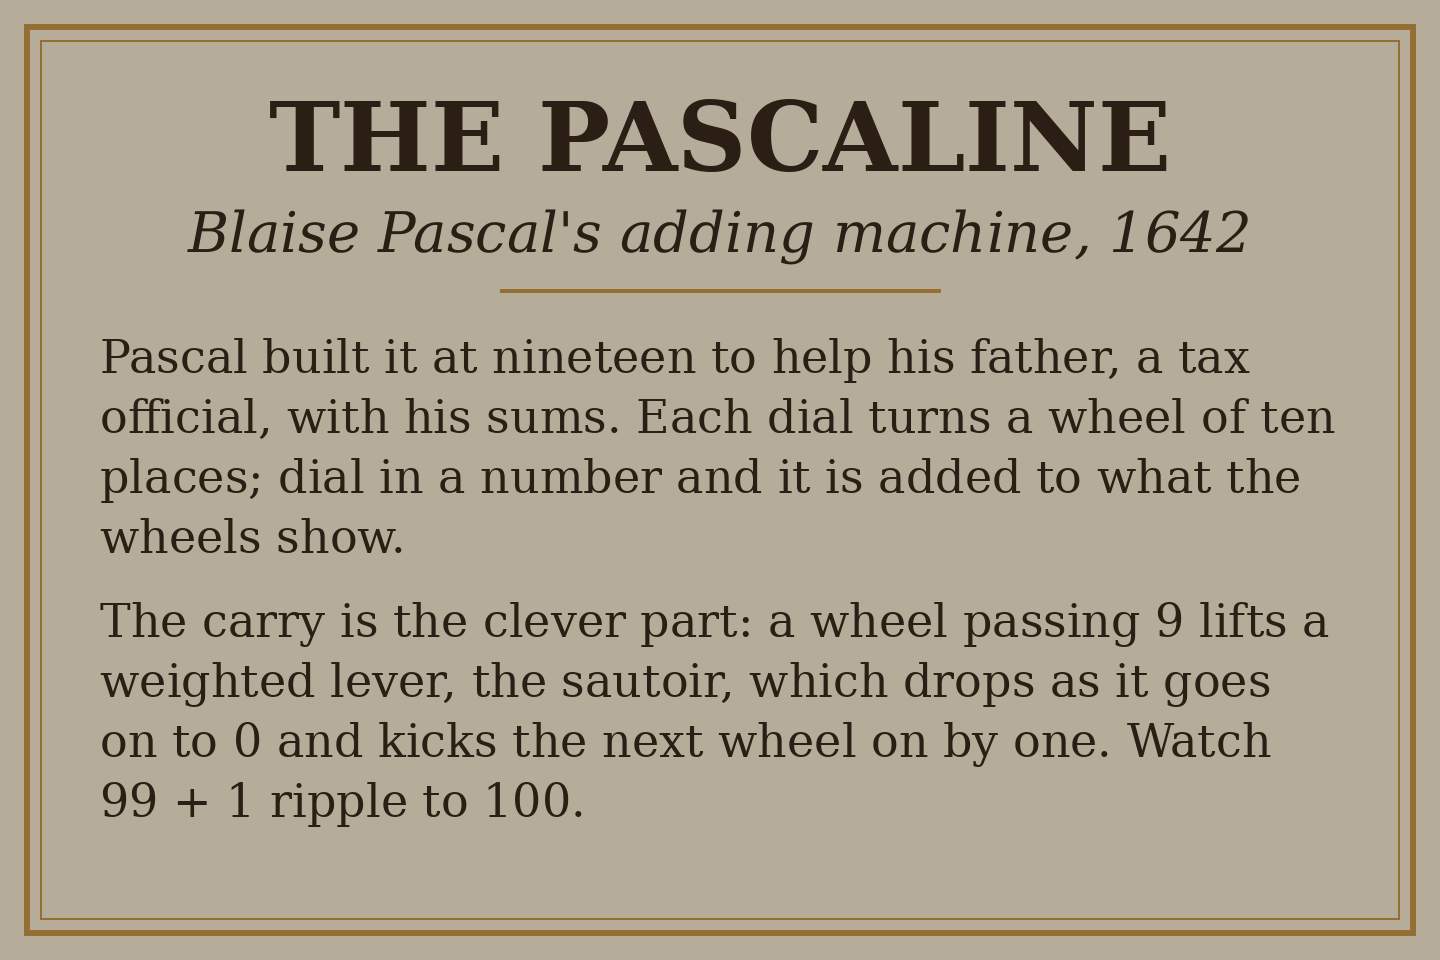 THE PASCALINE
Blaise Pascal's adding machine, 1642
Pascal built it at nineteen to help his father, a tax
official, with his sums. Each dial turns a wheel of ten
places; dial in a number and it is added to what the
wheels show.
The carry is the clever part: a wheel passing 9 lifts a
weighted lever, the sautoir, which drops as it goes
on to 0 and kicks the next wheel on by one. Watch
99 + 1 ripple to 100.